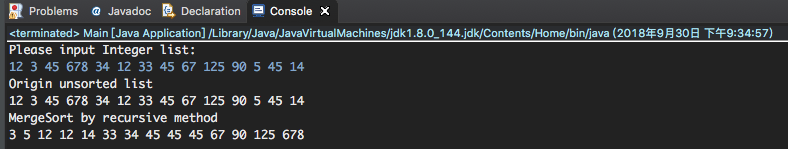 Problems @ Javadoc Declaration Console
<terminated> Main [Java Application] /Library/Java/JavaVirtualMachines/jdk1.8.0_144.jdk/Contents/Home/bin/java (2018年9月30日 下午9:34:57)
Please input Integer list:
12 3 45 678 34 12 33 45 67 125 90 5 45 14
Origin unsorted list
12 3 45 678 34 12 33 45 67 125 90 5 45 14
MergeSort by recursive method
3 5 12 12 14 33 34 45 45 45 67 90 125 678